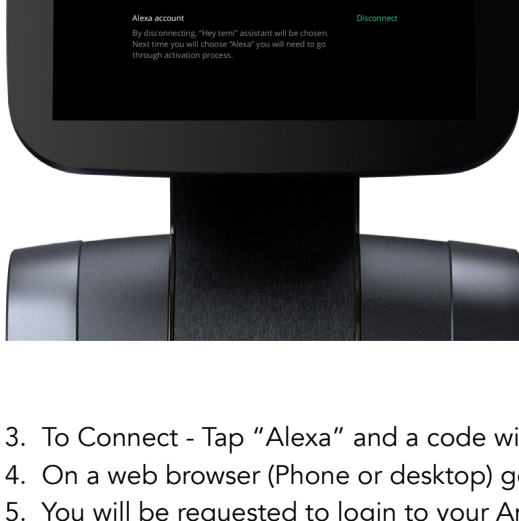 Alexa account
Disconnect
By disconnecting, "Hey temi" assistant will be chosen.
Next time you will choose "Alexa" you will need to go
through activation process.
3. To Connect - Tap "Alexa" and a code wi
4. On a web browser (Phone or desktop) g
5. You will be requested to login to your A